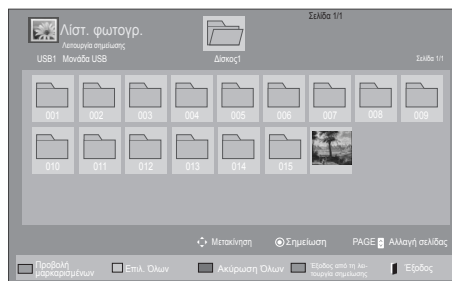 Σελίδα 1/1
Λίστ. φωτογρ.
Λειτουργία σημείωσης
USB1 Μονάδα USB
Δίσκος1
Σελίδα 1/1
001 002 003 004 005 006 007 008 009
010 011 012 013 014 015
Μετακίνηση
Σημείωση
PAGE Αλλαγή σελίδας
Προβολή
μαρκαρισμένων
Επιλ. Όλων
Ακύρωση Όλων
Έξοδος από τη λει-
τουργία σημείωσης
Έξοδος